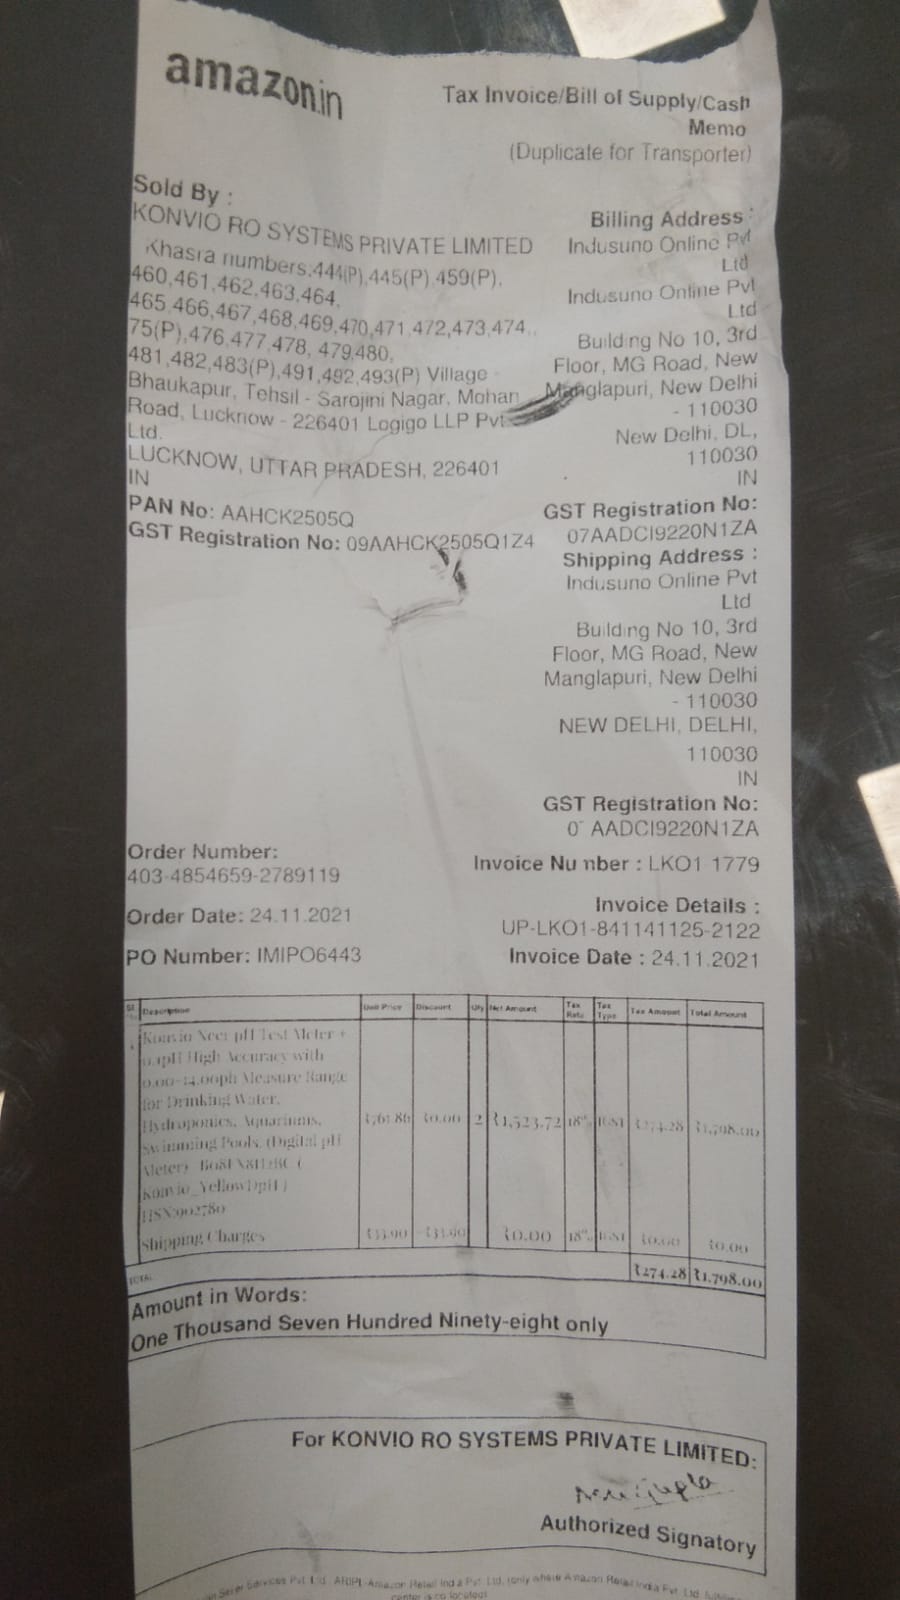 amazon.in
Tax Invoice/Bill of Supply/Cash
Memo
(Duplicate for Transporter)
Sold By :
KONVIO RO SYSTEMS PRIVATE LIMITED
Khasra numbers:444(P),445(P),459(P),
460,461,462,463,464,
465,466,467,468,469,470,471,472,473,474,
75(P),476,477,478, 479,480,
481,482,483(P),491,492,493(P) Village
Bhaukapur, Tehsil - Sarojini Nagar, Mohan
Road, Lucknow - 226401 Logigo LLP Pvt
Ltd.
LUCKNOW, UTTAR PRADESH, 226401
IN
PAN No: AAHCK2505Q
GST Registration No: 09AAHCK2505Q1Z4
Billing Address :
Indusuno Online Pvt
Ltd
Indusuno Online Pvt
Ltd
Building No 10, 3rd
Floor, MG Road, New
Manglapuri, New Delhi
- 110030
New Delhi, DL,
110030
IN
GST Registration No:
07AADCI9220N1ZA
Shipping Address :
Indusuno Online Pvt
Ltd
Building No 10, 3rd
Floor, MG Road, New
Manglapuri, New Delhi
- 110030
NEW DELHI, DELHI,
110030
IN
GST Registration No:
0 AADCI9220N1ZA
Order Number:
403-4854659-2789119
Order Date: 24.11.2021
PO Number: IMIPO6443
Invoice Nu nber : LKO1 1779
Invoice Details :
UP-LKO1-841141125-2122
Invoice Date : 24.11.2021
Sl. Description Unit Price Discount Qty Net Amount Tax Rate Tax Type Tax Amount Total Amount
Konvio Neer pH Test Meter +
High Accuracy with
0.00-14.00ph Measure Range
for Drinking Water,
Hydroponics, Aquariums,
Swimming Pools, (Digital pH
Meter)
Konvio_YellowDpH )
HSN:902780
₹761.86 ₹0.00 2 ₹1,523.72 18% IGST ₹274.28 ₹1,798.00
Shipping Charges ₹33.90 -₹33.90 ₹0.00 18% IGST ₹0.00 ₹0.00
TOTAL ₹274.28 ₹1,798.00
Amount in Words:
One Thousand Seven Hundred Ninety-eight only
For KONVIO RO SYSTEMS PRIVATE LIMITED:
Authorized Signatory
Services Pvt. Ltd., ARIPL-Amazon Retail India Pvt. Ltd. (only where Amazon Retail India Pvt. Ltd.
center is co-located